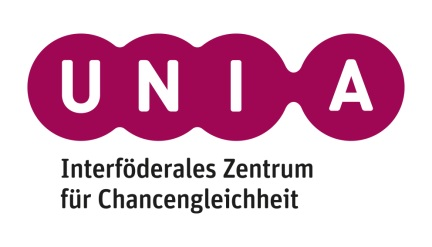 UNIA
Interföderales Zentrum
für Chancengleichheit